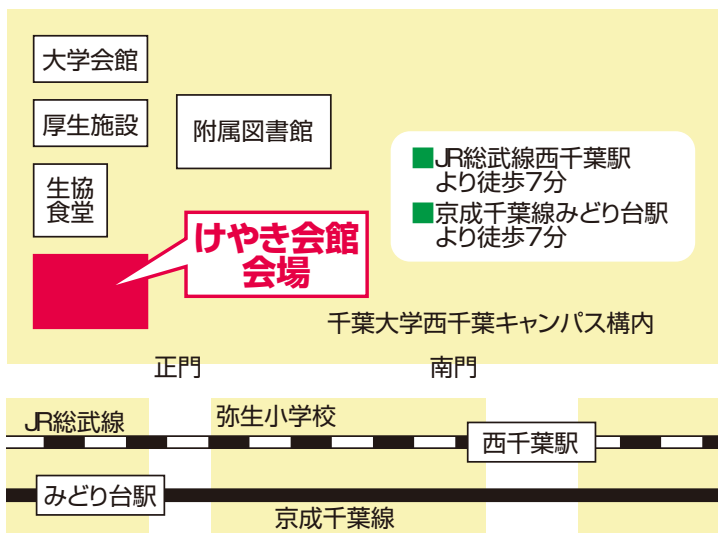 大学会館
厚生施設
附属図書館
生協
食堂
■JR総武線西千葉駅
より徒歩7分
■京成千葉線みどり台駅
より徒歩7分
けやき会館
会場
千葉大学西千葉キャンパス構内
正門
南門
JR総武線
弥生小学校
西千葉駅
みどり台駅
京成千葉線